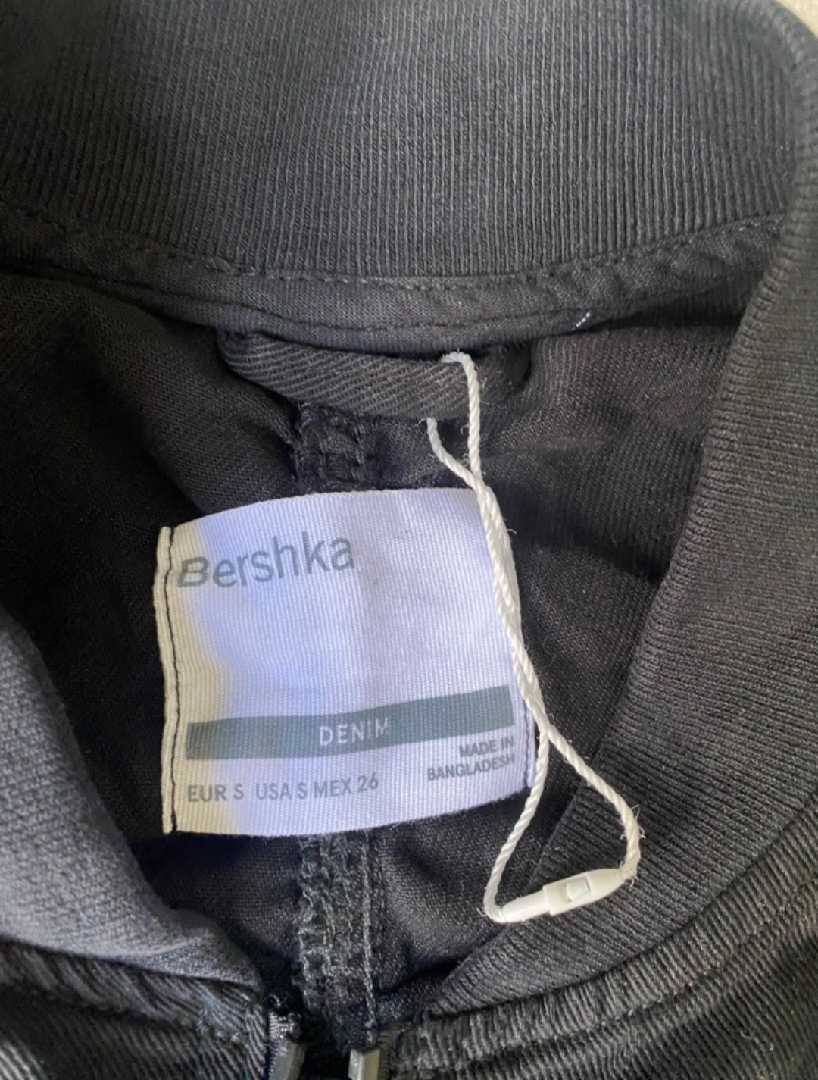 Bershka
DENIM
EUR S USA S MEX 26
MADE IN
BANGLADESH